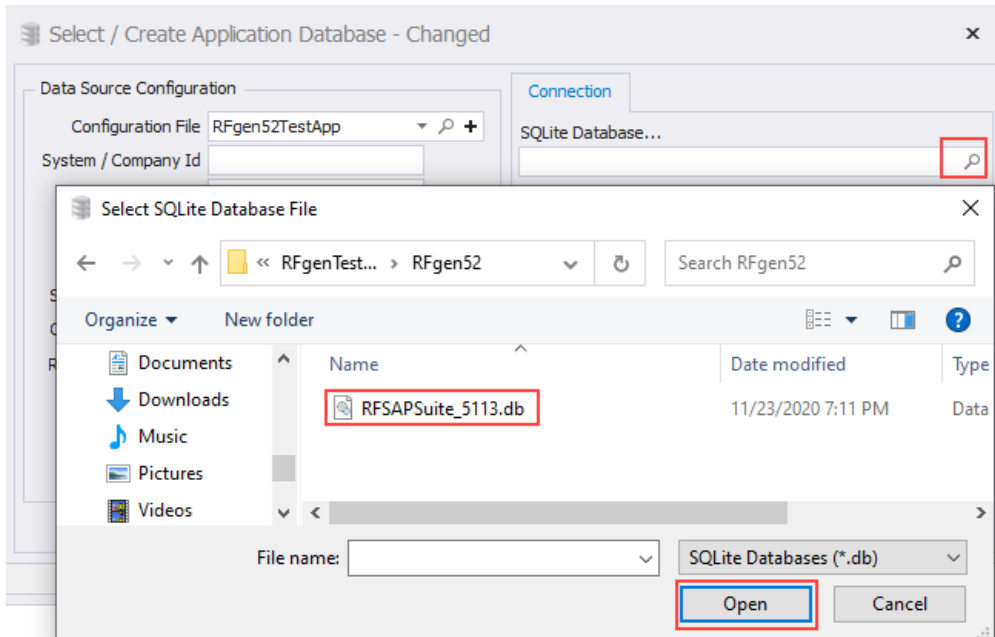 Select / Create Application Database - Changed
Data Source Configuration
Configuration File RFgen52TestApp
System / Company Id
Connection
SQLite Database...
Select SQLite Database File
« RFgenTest... › RFgen52
Search RFgen52
Organize
New folder
Documents
Downloads
Music
Pictures
Videos
Name
Date modified
Type
RFSAPSuite_5113.db
11/23/2020 7:11 PM
Data
File name:
SQLite Databases (*.db)
Open
Cancel